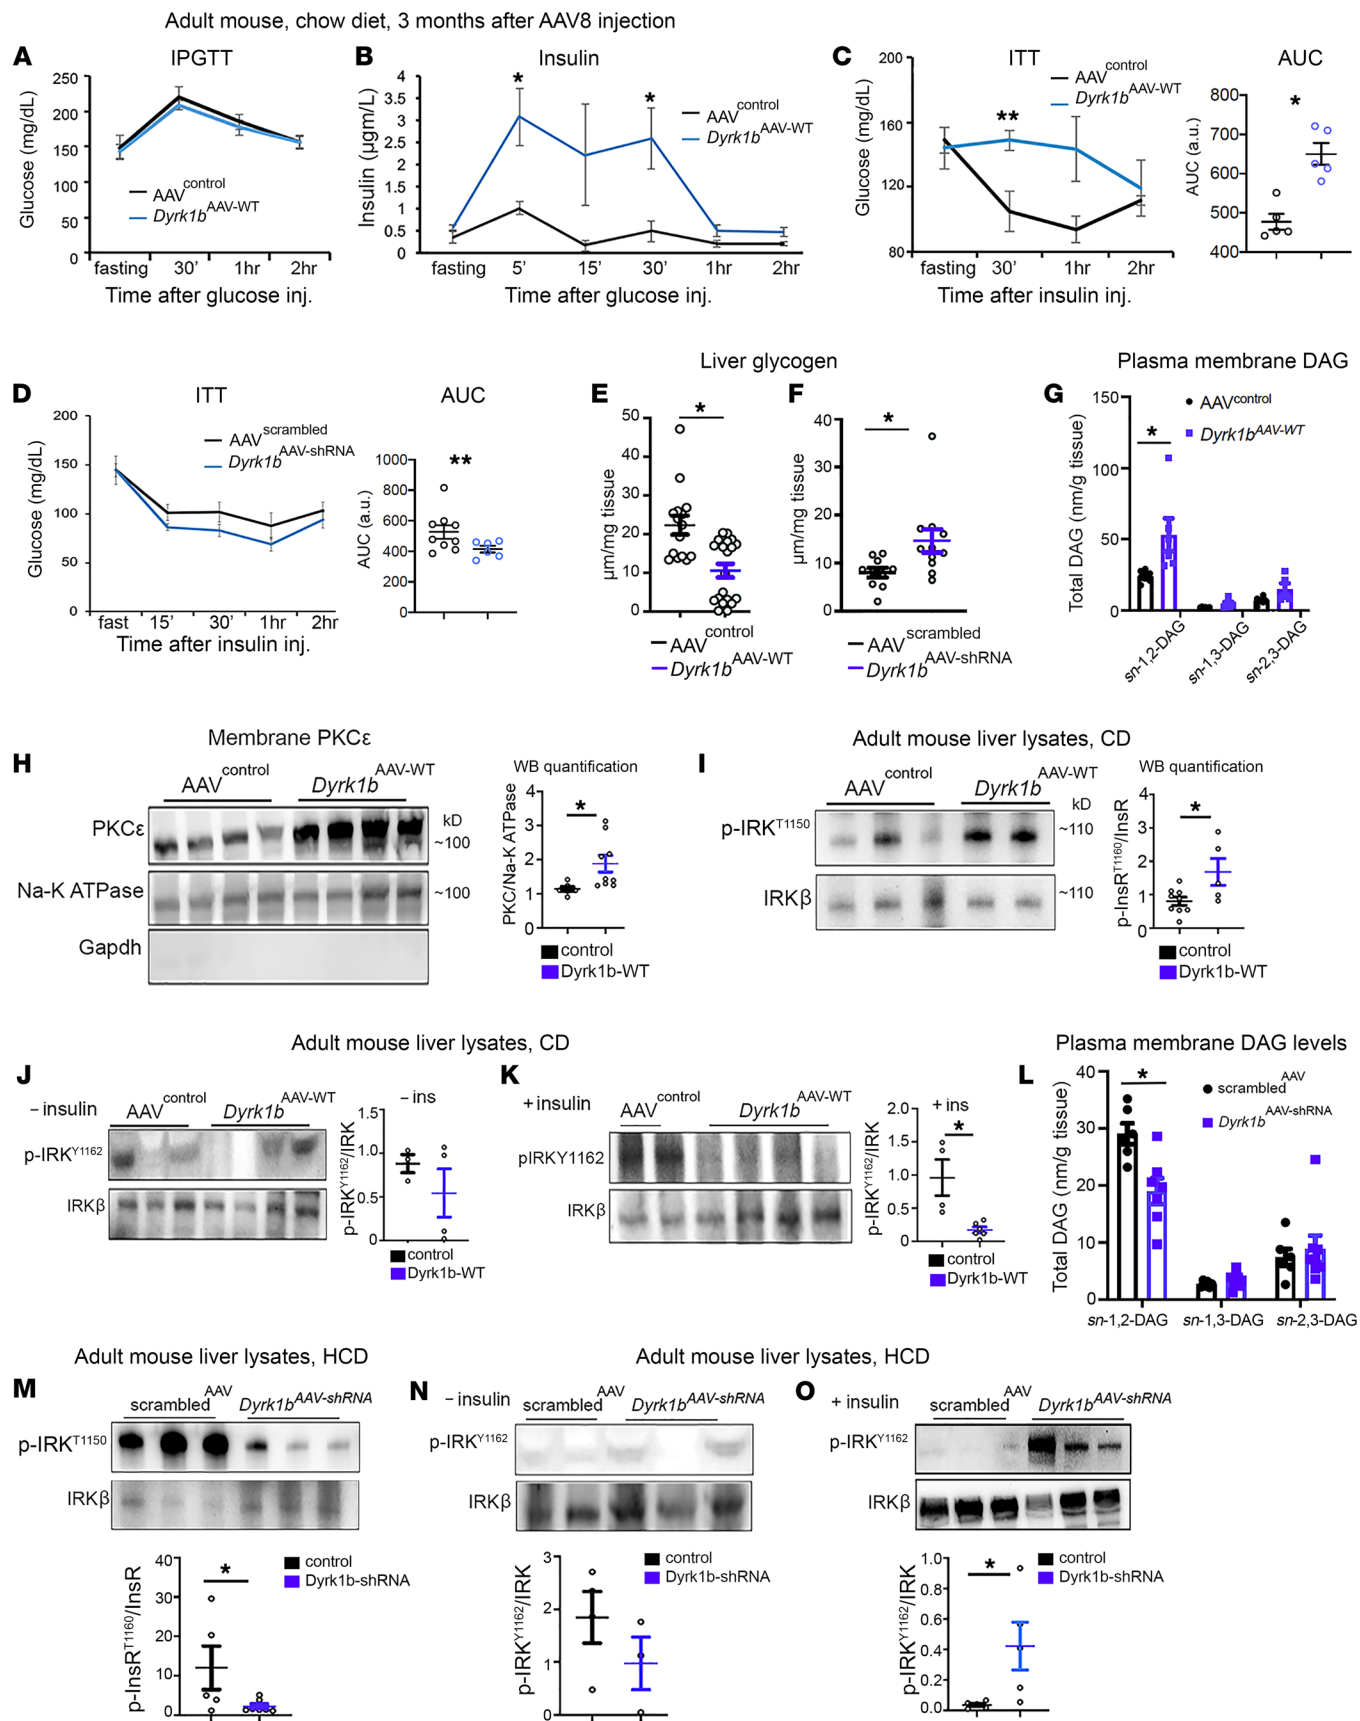 Adult mouse, chow diet, 3 months after AAV8 injection
A
IPGTT
Glucose (mg/dL)
250
200
150
100
50
0
AAVcontrol
Dyrk1bAAV-WT
fasting 30’ 1hr 2hr
Time after glucose inj.
B
Insulin
Insulin (µgm/L)
4
3.5
3
2.5
2
1.5
1
0.5
0
*
*
AAVcontrol
Dyrk1bAAV-WT
fasting 5’ 15’ 30’ 1hr 2hr
Time after glucose inj.
C
ITT
Glucose (mg/dL)
200
160
120
80
**
AAVcontrol
Dyrk1bAAV-WT
fasting 30’ 1hr 2hr
Time after insulin inj.
AUC
AUC (a.u.)
800
700
600
500
400
*
D
ITT
Glucose (mg/dL)
200
150
100
50
0
AAVscrambled
Dyrk1bAAV-shRNA
fast 15’ 30’ 1hr 2hr
Time after insulin inj.
AUC
AUC (a.u.)
1000
800
600
400
200
0
**
Liver glycogen
E
µm/mg tissue
50
40
30
20
10
0
*
AAVcontrol
Dyrk1bAAV-WT
F
µm/mg tissue
40
30
20
10
0
*
AAVscrambled
Dyrk1bAAV-shRNA
Plasma membrane DAG
G
Total DAG (nm/g tissue)
150
100
50
0
*
AAVcontrol
Dyrk1bAAV-WT
sn-1,2-DAG
sn-1,3-DAG
sn-2,3-DAG
Membrane PKCε
H
AAVcontrol
Dyrk1bAAV-WT
kD
PKCε
~100
Na-K ATPase
~100
Gapdh
WB quantification
PKC/Na-K ATPase
4
3
2
1
0
*
control
Dyrk1b-WT
Adult mouse liver lysates, CD
I
AAVcontrol
Dyrk1bAAV-WT
kD
p-IRKT1150
~110
IRKβ
~110
WB quantification
p-InsRT1160/InsR
4
3
2
1
0
*
control
Dyrk1b-WT
Adult mouse liver lysates, CD
J
– insulin
AAVcontrol
Dyrk1bAAV-WT
p-IRKY1162
IRKβ
– ins
p-IRKY1162/IRK
1.5
1.0
0.5
0
control
Dyrk1b-WT
K
+ insulin
AAVcontrol
Dyrk1bAAV-WT
pIRKY1162
IRKβ
+ ins
p-IRKY1162/IRK
2.0
1.5
1.0
0.5
0
*
control
Dyrk1b-WT
L
Plasma membrane DAG levels
Total DAG (nm/g tissue)
40
30
20
10
0
*
scrambledAAV
Dyrk1bAAV-shRNA
sn-1,2-DAG sn-1,3-DAG sn-2,3-DAG
Adult mouse liver lysates, HCD
M
scrambledAAV
Dyrk1bAAV-shRNA
p-IRKT1150
IRKβ
p-InsRT1160/InsR
40
30
20
10
0
*
control
Dyrk1b-shRNA
Adult mouse liver lysates, HCD
N
– insulin
scrambledAAV
Dyrk1bAAV-shRNA
p-IRKY1162
IRKβ
p-IRKY1162/IRK
3
2
1
0
control
Dyrk1b-shRNA
O
+ insulin
scrambledAAV
Dyrk1bAAV-shRNA
p-IRKY1162
IRKβ
p-IRKY1162/IRK
1.0
0.8
0.6
0.4
0.2
0.0
*
control
Dyrk1b-shRNA